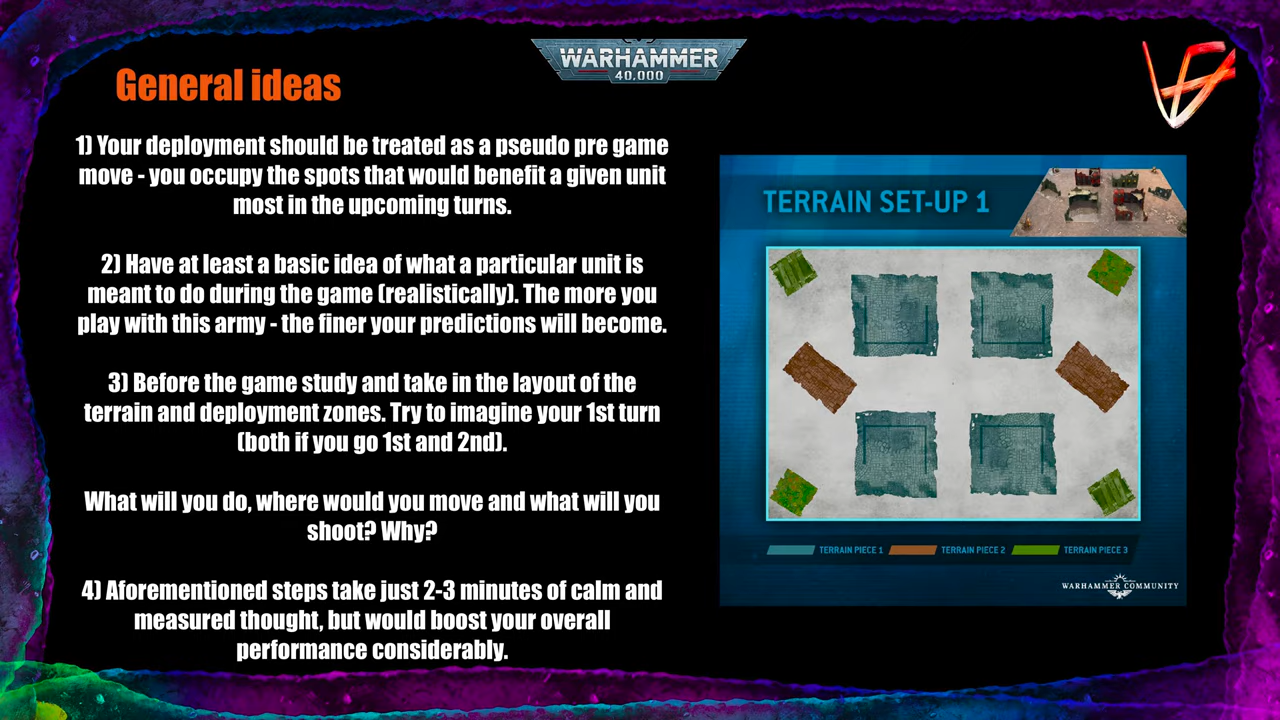 WARHAMMER
40,000
General ideas
1) Your deployment should be treated as a pseudo pre game
move - you occupy the spots that would benefit a given unit
most in the upcoming turns.
2) Have at least a basic idea of what a particular unit is
meant to do during the game (realistically). The more you
play with this army - the finer your predictions will become.
3) Before the game study and take in the layout of the
terrain and deployment zones. Try to imagine your 1st turn
(both if you go 1st and 2nd).
What will you do, where would you move and what will you
shoot? Why?
4) Aforementioned steps take just 2-3 minutes of calm and
measured thought, but would boost your overall
performance considerably.
TERRAIN SET-UP 1
TERRAIN PIECE 1
TERRAIN PIECE 2
TERRAIN PIECE 3
WARHAMMER COMMUNITY